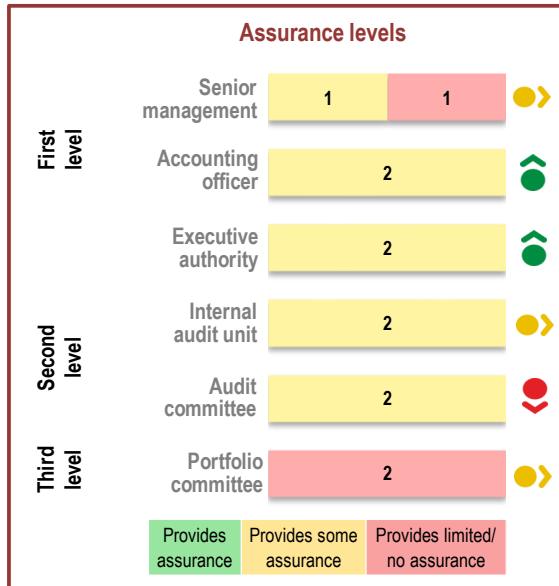 Assurance levels
First
level
Senior
management
1
1
Accounting
officer
2
Executive
authority
2
Second
level
Internal
audit unit
2
Audit
committee
2
Third
level
Portfolio
committee
2
Provides
assurance
Provides some
assurance
Provides limited/
no assurance